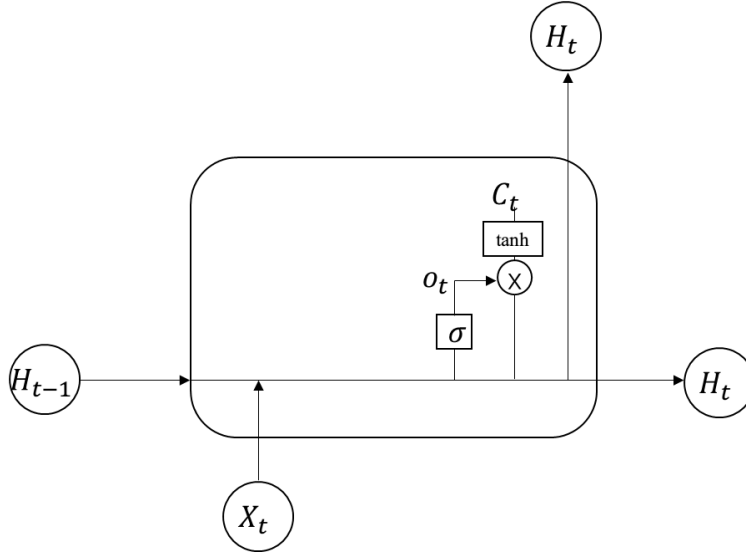 H_t
C_t
tanh
o_t
X
σ
H_{t-1}
H_t
X_t